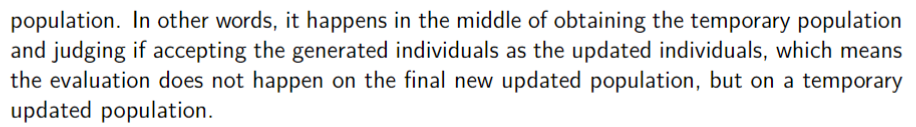 population. In other words, it happens in the middle of obtaining the temporary population
and judging if accepting the generated individuals as the updated individuals, which means
the evaluation does not happen on the final new updated population, but on a temporary
updated population.